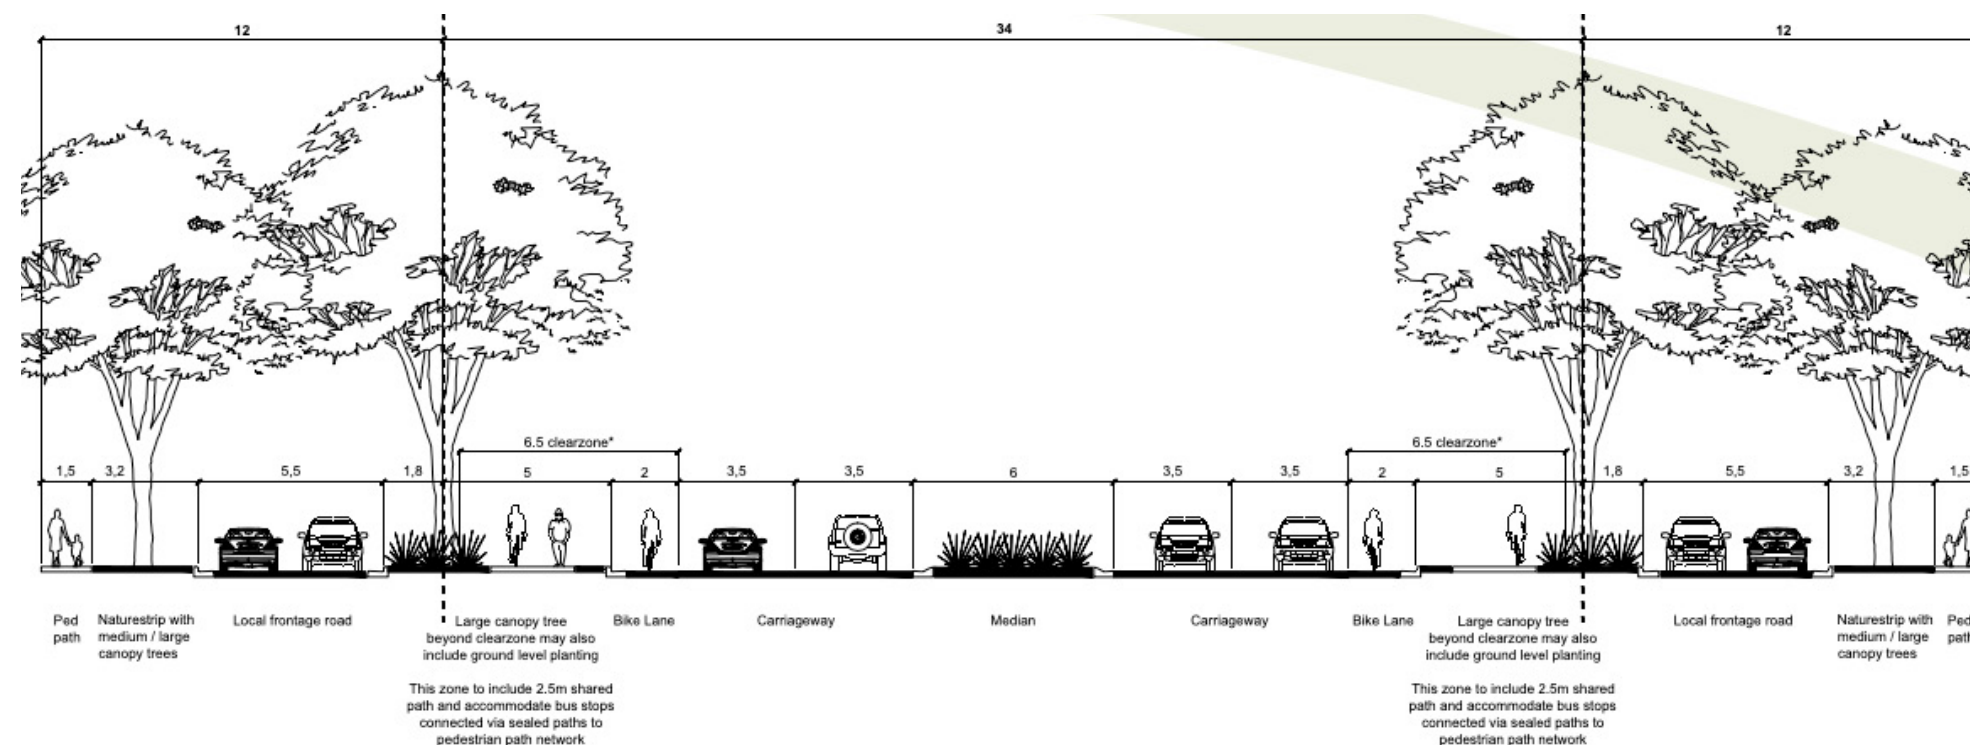 12
34
12
6.5 clearzone*
6.5 clearzone*
1,5
3,2
5,5
1,8
5
2
3,5
3,5
6
3,5
3,5
2
5
1,8
5,5
3,2
1,5
Ped
path
Naturestrip with
medium / large
canopy trees
Local frontage road
Large canopy tree
beyond clearzone may also
include ground level planting
This zone to include 2.5m shared
path and accommodate bus stops
connected via sealed paths to
pedestrian path network
Bike Lane
Carriageway
Median
Carriageway
Bike Lane
Large canopy tree
beyond clearzone may also
include ground level planting
This zone to include 2.5m shared
path and accommodate bus stops
connected via sealed paths to
pedestrian path network
Local frontage road
Naturestrip with
medium / large
canopy trees
Ped
path